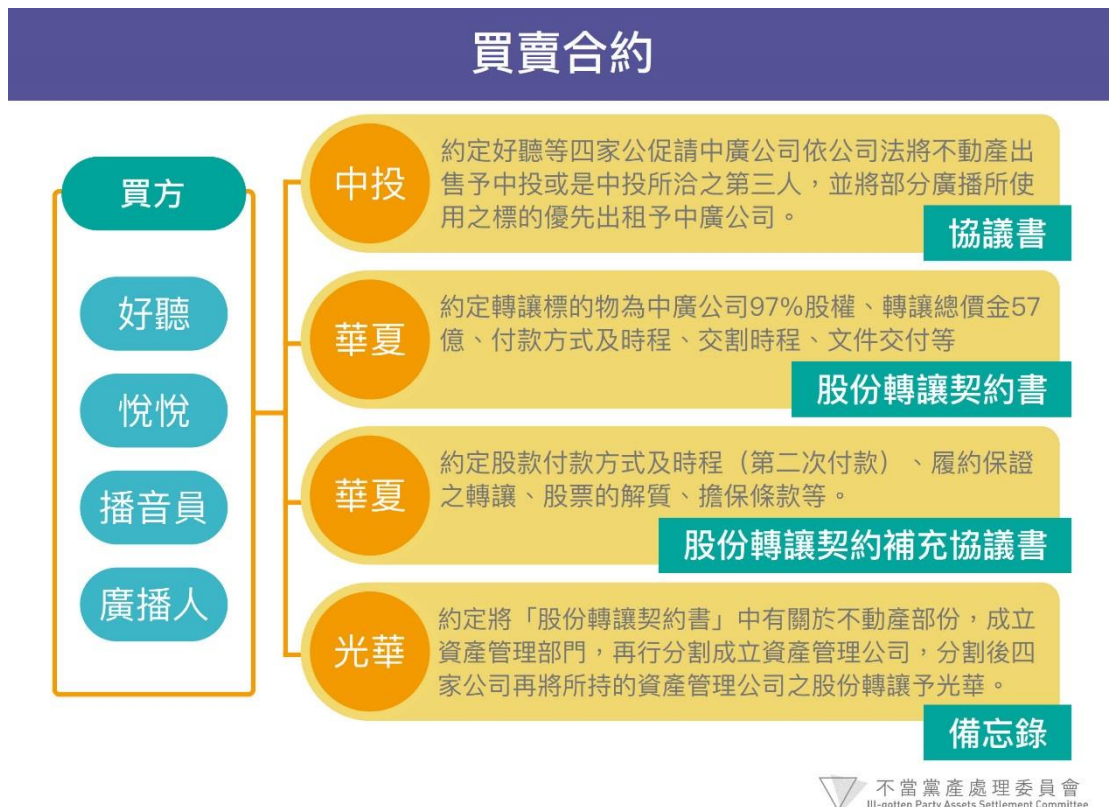 買賣合約
買方
好聽
悅悅
播音員
廣播人
中投
約定好聽等四家公促請中廣公司依公司法將不動產出
售予中投或是中投所洽之第三人，並將部分廣播所使
用之標的優先出租予中廣公司。
協議書
華夏
約定轉讓標的物為中廣公司97%股權、轉讓總價金57
億、付款方式及時程、交割時程、文件交付等
股份轉讓契約書
華夏
約定股款付款方式及時程（第二次付款）、履約保證
之轉讓、股票的解質、擔保條款等。
股份轉讓契約補充協議書
光華
約定將「股份轉讓契約書」中有關於不動產部份，成立
資產管理部門，再行分割成立資產管理公司，分割後四
家公司再將所持的資產管理公司之股份轉讓予光華。
備忘錄
不當黨產處理委員會
Ill-gotten Party Assets Settlement Committee